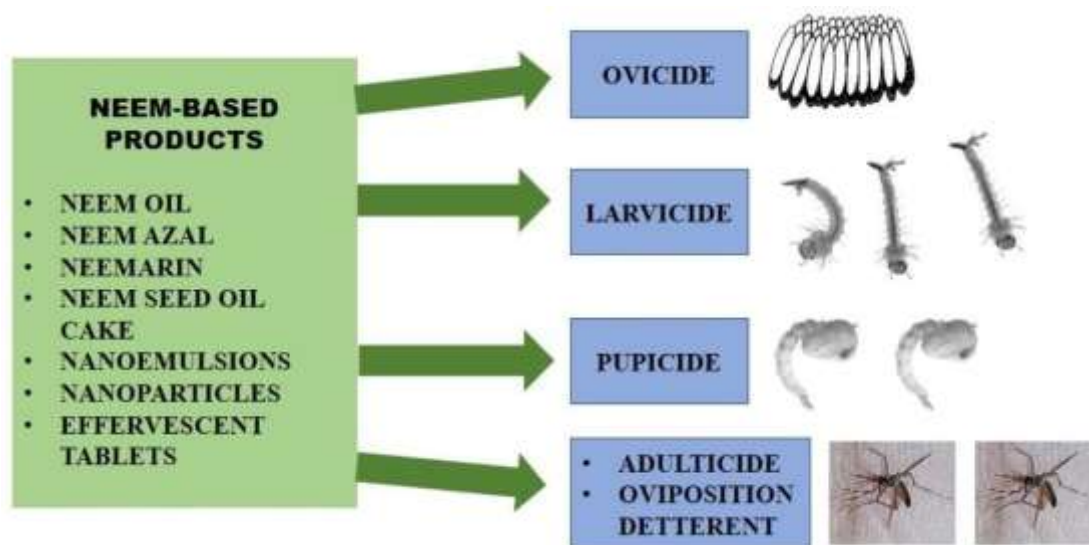 NEEM-BASED
PRODUCTS
• NEEM OIL
• NEEM AZAL
• NEEMARIN
• NEEM SEED OIL
CAKE
• NANOEMULSIONS
• NANOPARTICLES
• EFFERVESCENT
TABLETS
OVICIDE
LARVICIDE
PUPICIDE
• ADULTICIDE
• OVIPOSITION
DETTERENT